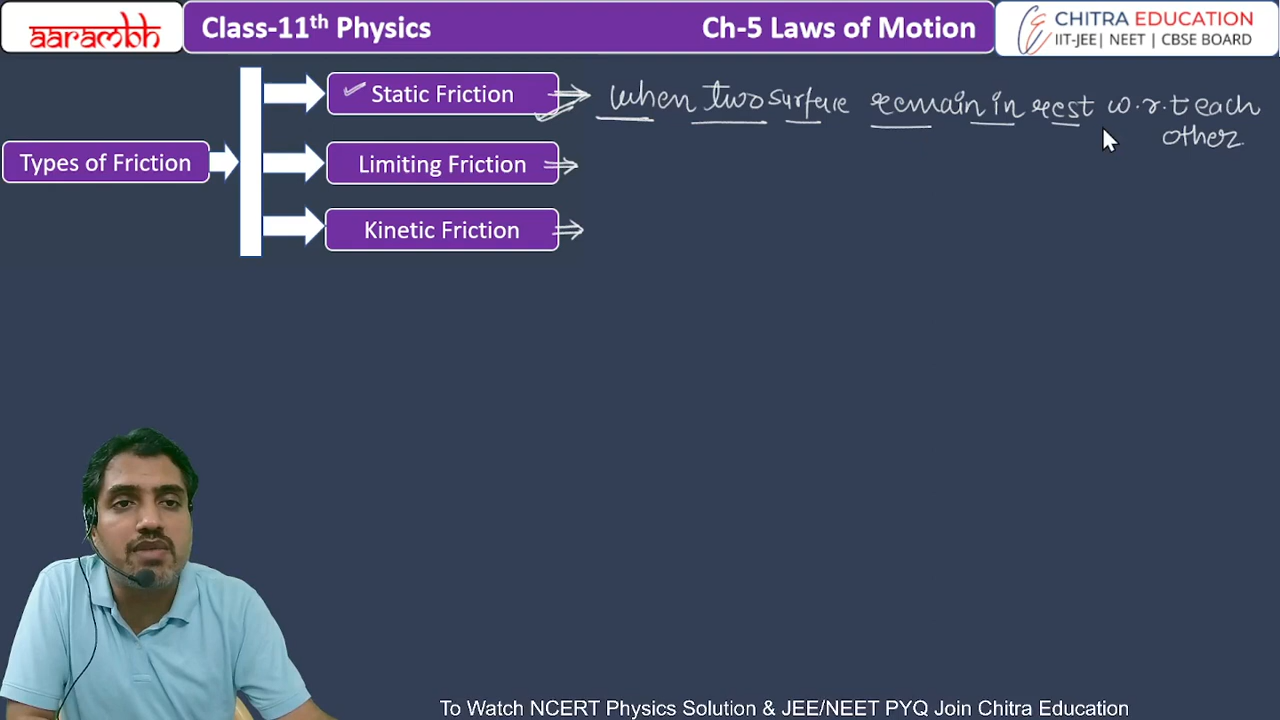 aarambh
Class-11th Physics
Ch-5 Laws of Motion
CHITRA EDUCATION
IIT-JEE| NEET | CBSE BOARD
Types of Friction
Static Friction
When two surface remain in rest w.r.t each
other.
Limiting Friction
Kinetic Friction
To Watch NCERT Physics Solution & JEE/NEET PYQ Join Chitra Education